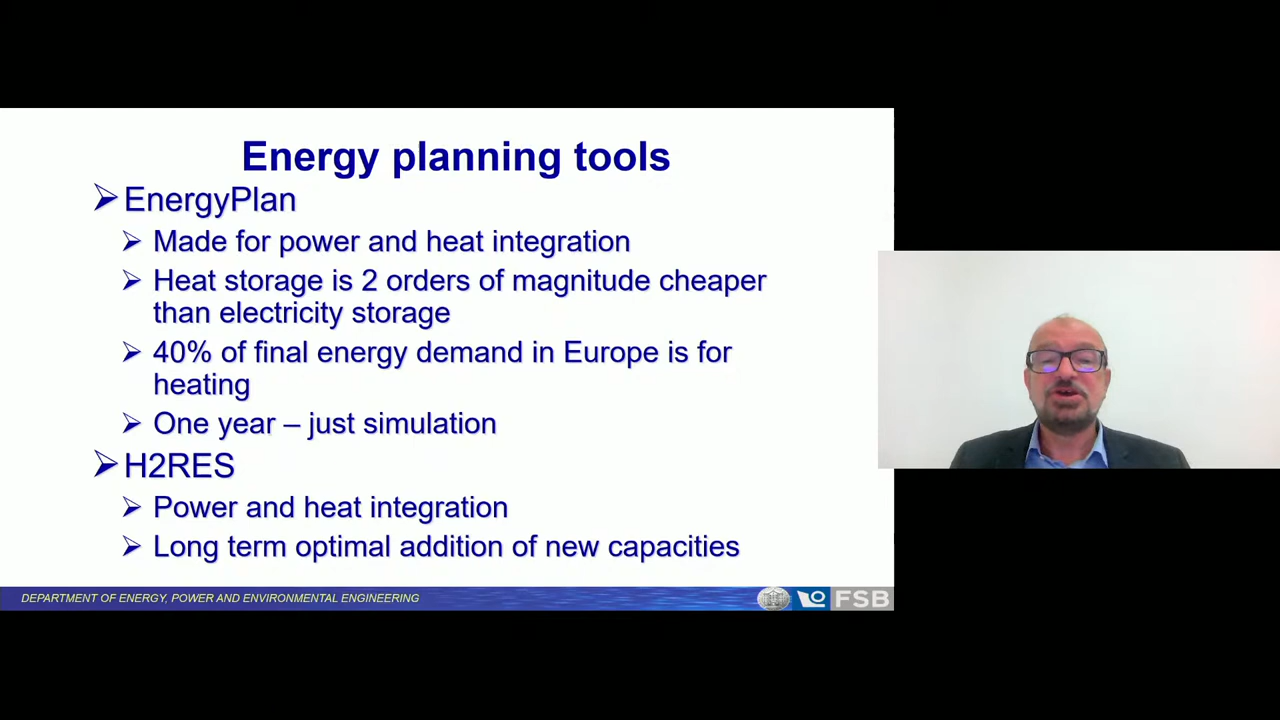 Energy planning tools
EnergyPlan
Made for power and heat integration
Heat storage is 2 orders of magnitude cheaper
than electricity storage
40% of final energy demand in Europe is for
heating
One year – just simulation
H2RES
Power and heat integration
Long term optimal addition of new capacities
DEPARTMENT OF ENERGY, POWER AND ENVIRONMENTAL ENGINEERING
FSB